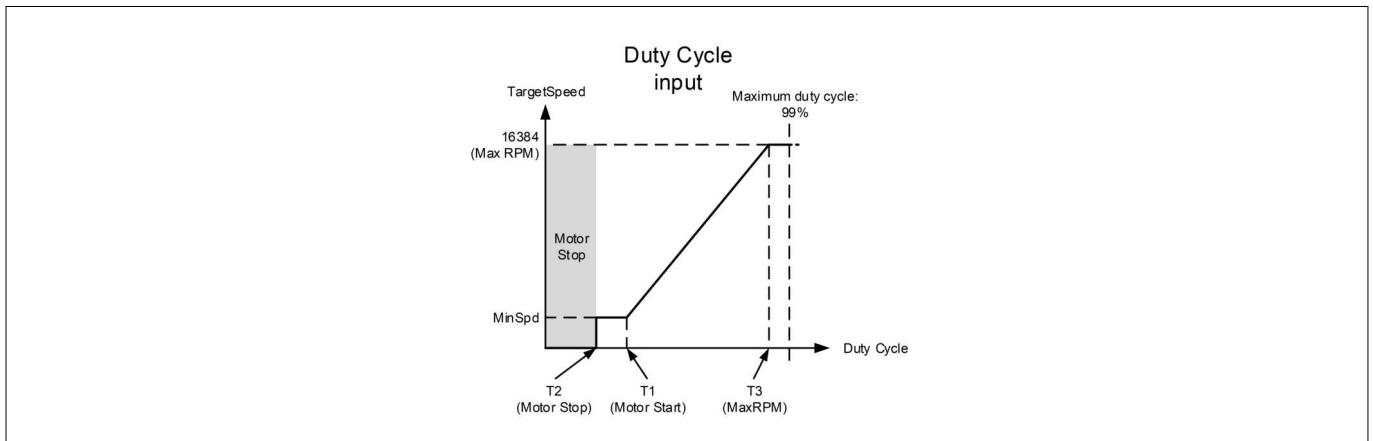 Duty Cycle
input
TargetSpeed
Maximum duty cycle:
99%
16384
(Max RPM)
Motor
Stop
MinSpd
Duty Cycle
T2
(Motor Stop)
T1
(Motor Start)
T3
(MaxRPM)